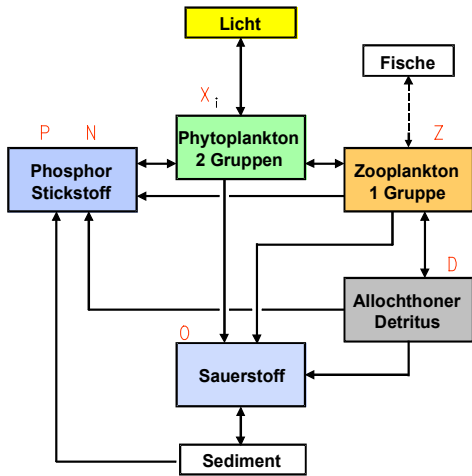 Licht
Fische
X i
P N
Z
Phytoplankton
2 Gruppen
Phosphor
Stickstoff
Zooplankton
1 Gruppe
D
Allochthoner
Detritus
O
Sauerstoff
Sediment